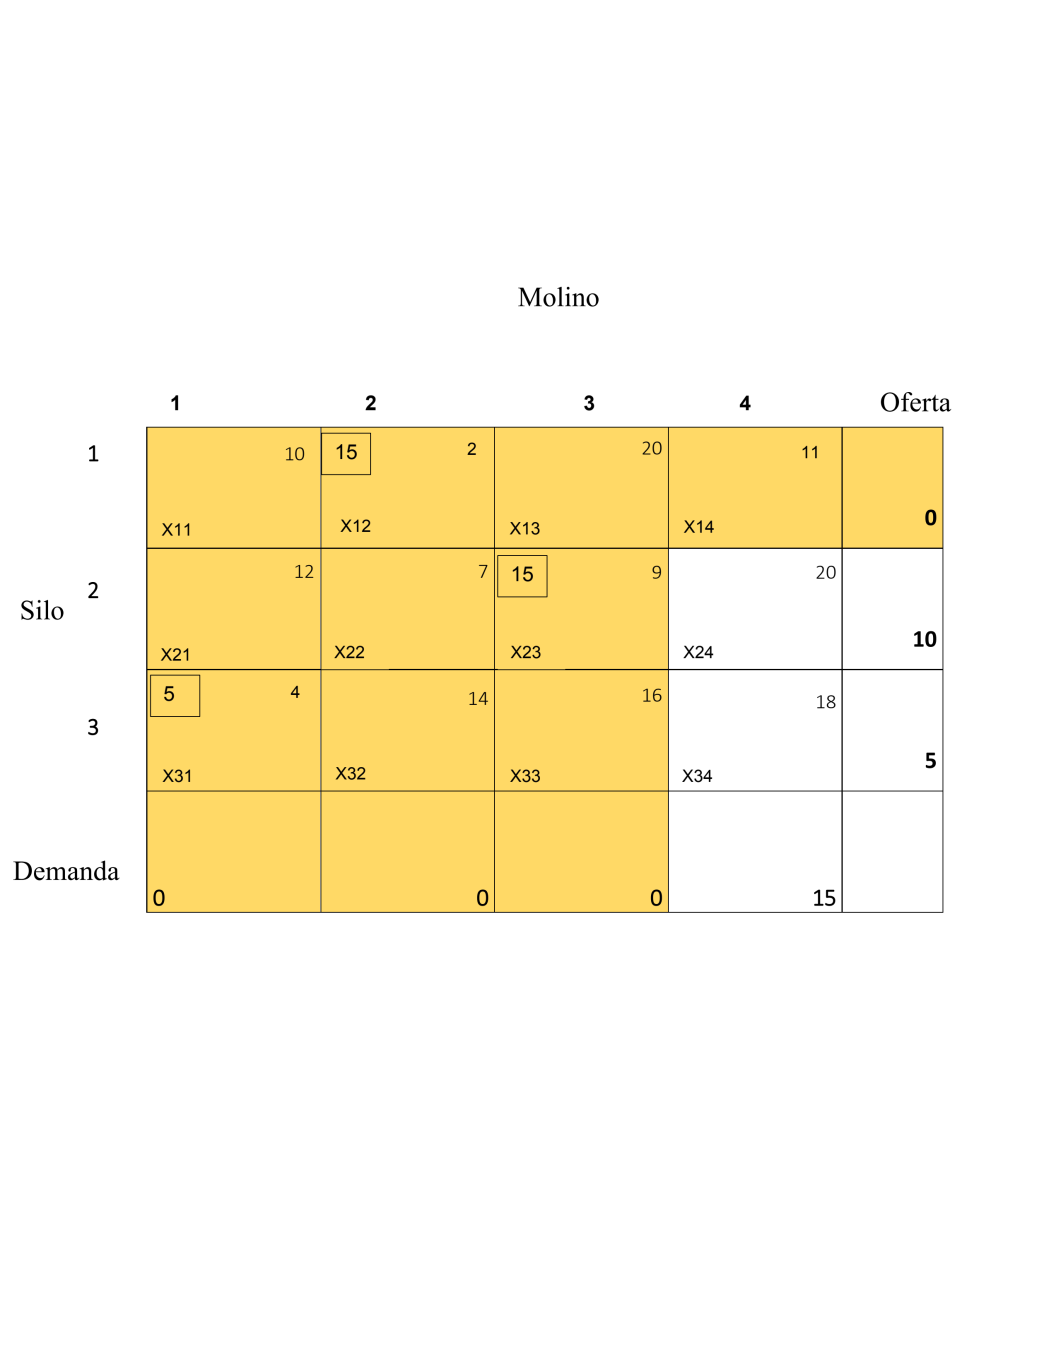 Molino
1 2 3 4 Oferta
1 10 15 2 20 11
X11 X12 X13 X14 0
Silo 2 12 7 15 9 20
X21 X22 X23 X24 10
3 5 4 14 16 18
X31 X32 X33 X34 5
Demanda 0 0 0 15